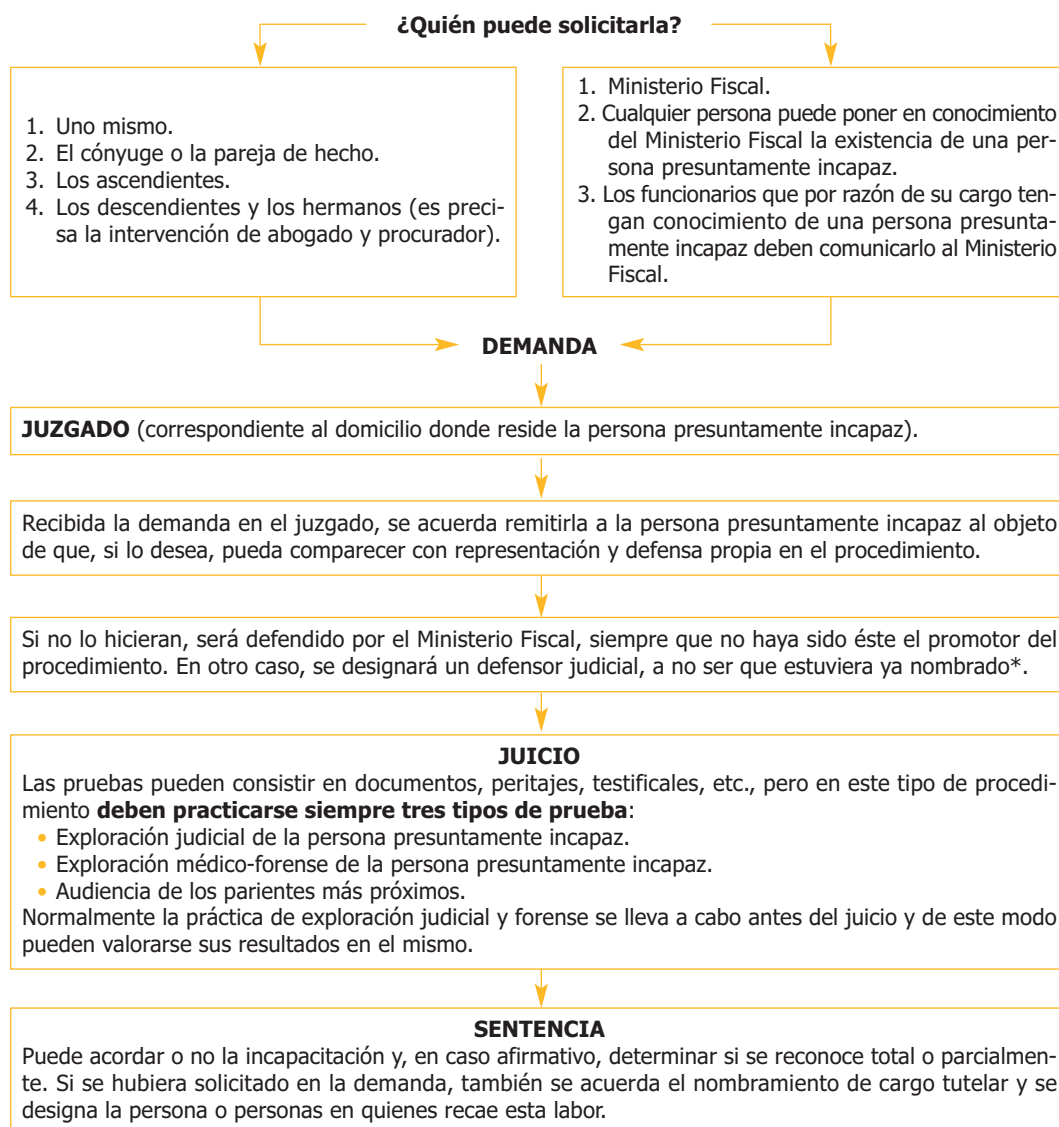 ¿Quién puede solicitarla?
1. Uno mismo.
2. El cónyuge o la pareja de hecho.
3. Los ascendientes.
4. Los descendientes y los hermanos (es preci-
sa la intervención de abogado y procurador).
1. Ministerio Fiscal.
2. Cualquier persona puede poner en conocimiento
del Ministerio Fiscal la existencia de una per-
sona presuntamente incapaz.
3. Los funcionarios que por razón de su cargo ten-
gan conocimiento de una persona presunta-
mente incapaz deben comunicarlo al Ministerio
Fiscal.
DEMANDA
JUZGADO (correspondiente al domicilio donde reside la persona presuntamente incapaz).
Recibida la demanda en el juzgado, se acuerda remitirla a la persona presuntamente incapaz al objeto
de que, si lo desea, pueda comparecer con representación y defensa propia en el procedimiento.
Si no lo hicieran, será defendido por el Ministerio Fiscal, siempre que no haya sido éste el promotor del
procedimiento. En otro caso, se designará un defensor judicial, a no ser que estuviera ya nombrado*.
JUICIO
Las pruebas pueden consistir en documentos, peritajes, testificales, etc., pero en este tipo de procedi-
miento deben practicarse siempre tres tipos de prueba:
• Exploración judicial de la persona presuntamente incapaz.
• Exploración médico-forense de la persona presuntamente incapaz.
• Audiencia de los parientes más próximos.
Normalmente la práctica de exploración judicial y forense se lleva a cabo antes del juicio y de este modo
pueden valorarse sus resultados en el mismo.
SENTENCIA
Puede acordar o no la incapacitación y, en caso afirmativo, determinar si se reconoce total o parcialmen-
te. Si se hubiera solicitado en la demanda, también se acuerda el nombramiento de cargo tutelar y se
designa la persona o personas en quienes recae esta labor.